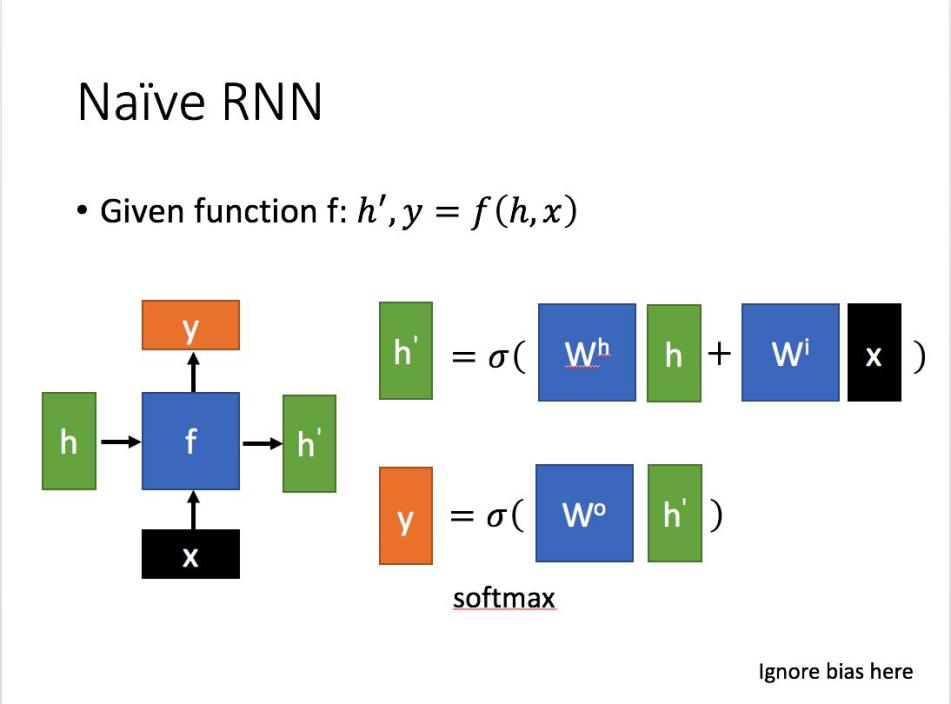 Naïve RNN
• Given function f: h′, y = f(h, x)
y
h f h'
x
h' = σ( Wʰ h + Wⁱ x )
y = σ( Wᵒ h' )
softmax
Ignore bias here